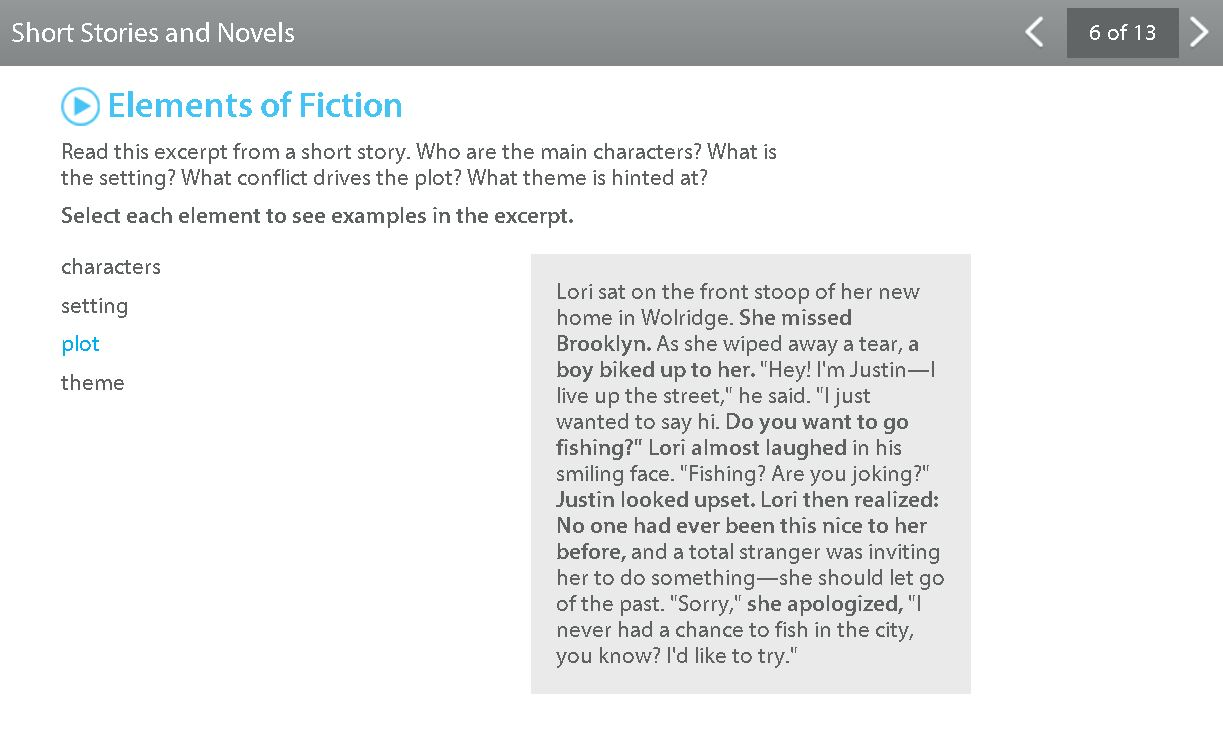 Short Stories and Novels
6 of 13
Elements of Fiction
Read this excerpt from a short story. Who are the main characters? What is
the setting? What conflict drives the plot? What theme is hinted at?
Select each element to see examples in the excerpt.
characters
setting
plot
theme
Lori sat on the front stoop of her new
home in Wolridge. She missed
Brooklyn. As she wiped away a tear, a
boy biked up to her. "Hey! I'm Justin—I
live up the street," he said. "I just
wanted to say hi. Do you want to go
fishing?" Lori almost laughed in his
smiling face. "Fishing? Are you joking?"
Justin looked upset. Lori then realized:
No one had ever been this nice to her
before, and a total stranger was inviting
her to do something—she should let go
of the past. "Sorry," she apologized, "I
never had a chance to fish in the city,
you know? I'd like to try."